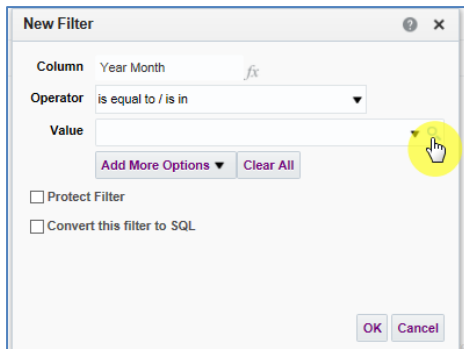 New Filter
Column Year Month fx
Operator is equal to / is in
Value
Add More Options Clear All
Protect Filter
Convert this filter to SQL
OK Cancel